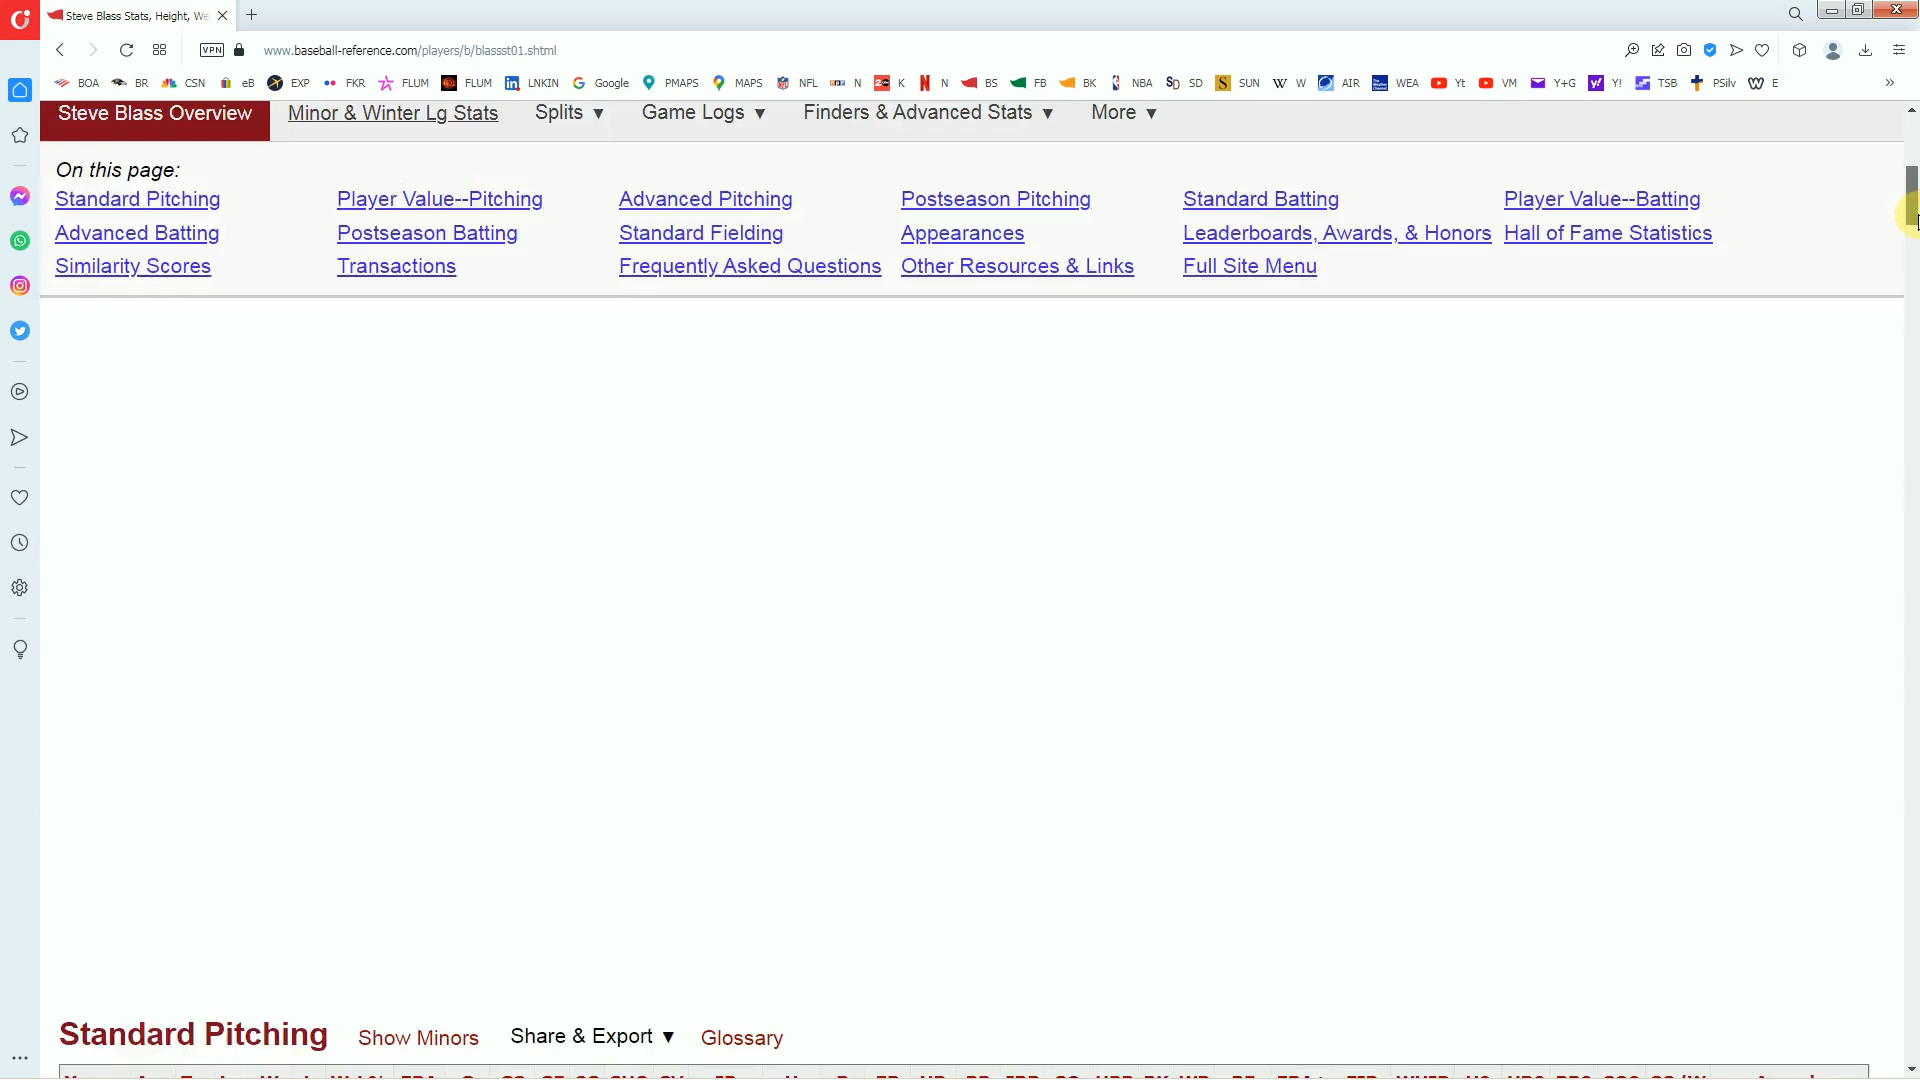 Steve Blass Stats, Height, We
VPN www.baseball-reference.com/players/b/blassst01.shtml
BOA BR CSN eB EXP FKR FLUM FLUM LNKIN Google PMAPS MAPS NFL N K N BS FB BK NBA SD SUN W AIR WEA Yt VM Y+G Y! TSB PSilv E
Steve Blass Overview Minor & Winter Lg Stats Splits ▼ Game Logs ▼ Finders & Advanced Stats ▼ More ▼
On this page:
Standard Pitching Player Value--Pitching Advanced Pitching Postseason Pitching Standard Batting Player Value--Batting
Advanced Batting Postseason Batting Standard Fielding Appearances Leaderboards, Awards, & Honors Hall of Fame Statistics
Similarity Scores Transactions Frequently Asked Questions Other Resources & Links Full Site Menu
Standard Pitching Show Minors Share & Export ▼ Glossary